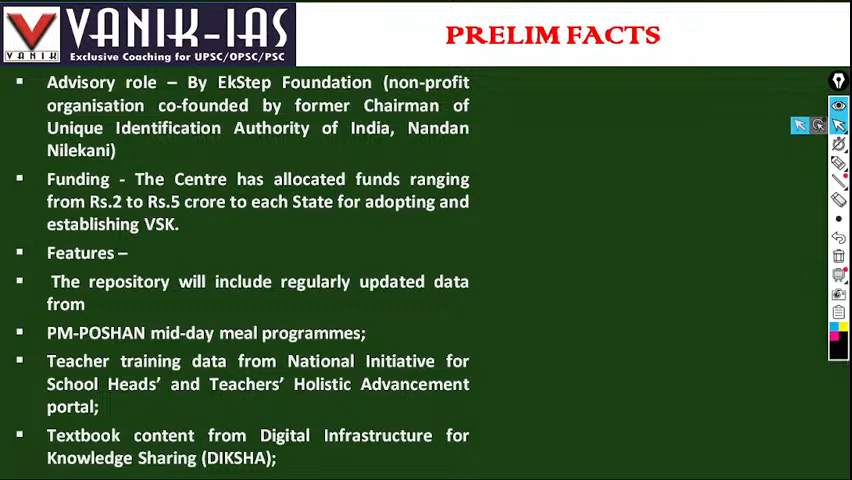 VANIK-IAS
VANIK
Exclusive Coaching for UPSC/OPSC/PSC
PRELIM FACTS
▪ Advisory role – By EkStep Foundation (non-profit
organisation co-founded by former Chairman of
Unique Identification Authority of India, Nandan
Nilekani)
▪ Funding - The Centre has allocated funds ranging
from Rs.2 to Rs.5 crore to each State for adopting and
establishing VSK.
▪ Features –
▪ The repository will include regularly updated data
from
▪ PM-POSHAN mid-day meal programmes;
▪ Teacher training data from National Initiative for
School Heads’ and Teachers’ Holistic Advancement
portal;
▪ Textbook content from Digital Infrastructure for
Knowledge Sharing (DIKSHA);